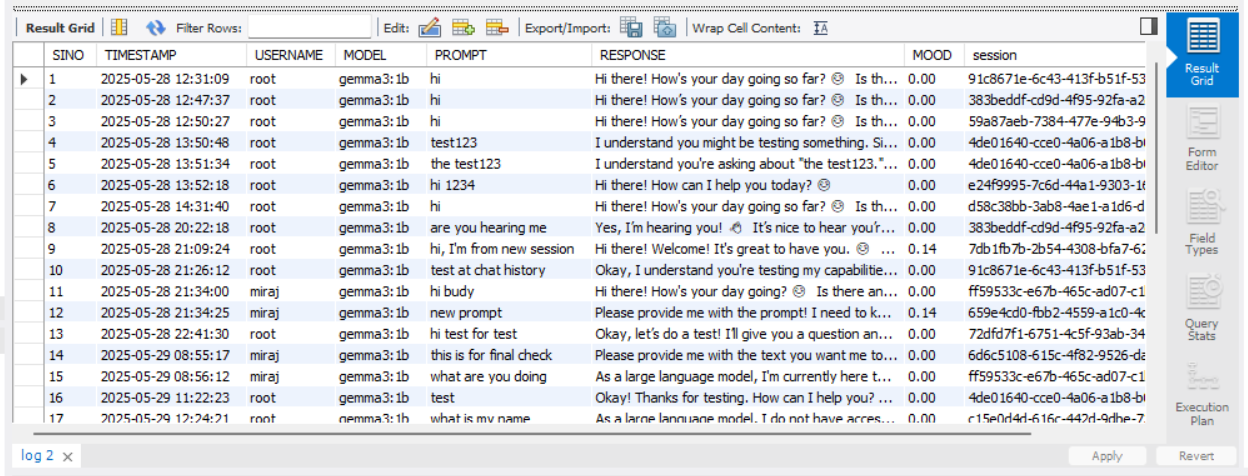 Result Grid Filter Rows: Edit: Export/Import: Wrap Cell Content:
SINO TIMESTAMP USERNAME MODEL PROMPT RESPONSE MOOD session
1 2025-05-28 12:31:09 root gemma3:1b hi Hi there! How's your day going so far? 😊 Is th... 0.00 91c8671e-6c43-413f-b51f-53
2 2025-05-28 12:47:37 root gemma3:1b hi Hi there! How’s your day going so far? 😊 Is th... 0.00 383beddf-cd9d-4f95-92fa-a2
3 2025-05-28 12:50:27 root gemma3:1b hi Hi there! How's your day going so far? 😊 Is th... 0.00 59a87aeb-7384-477e-94b3-9
4 2025-05-28 13:50:48 root gemma3:1b test123 I understand you might be testing something. Si... 0.00 4de01640-cce0-4a06-a1b8-b
5 2025-05-28 13:51:34 root gemma3:1b the test123 I understand you're asking about "the test123."... 0.00 4de01640-cce0-4a06-a1b8-b
6 2025-05-28 13:52:18 root gemma3:1b hi 1234 Hi there! How can I help you today? 😊 0.00 e24f9995-7c6d-44a1-9303-1
7 2025-05-28 14:31:40 root gemma3:1b hi Hi there! How's your day going so far? 😊 Is th... 0.00 d58c38bb-3ab8-4ae1-a1d6-d
8 2025-05-28 20:22:18 root gemma3:1b are you hearing me Yes, I’m hearing you! 👋 It’s nice to hear you’r... 0.00 383beddf-cd9d-4f95-92fa-a2
9 2025-05-28 21:09:24 root gemma3:1b hi, I'm from new session Hi there! Welcome! It's great to have you. 😊 ... 0.14 7db1fb7b-2b54-4308-bfa7-62
10 2025-05-28 21:26:12 root gemma3:1b test at chat history Okay, I understand you're testing my capabilitie... 0.00 91c8671e-6c43-413f-b51f-53
11 2025-05-28 21:34:00 miraj gemma3:1b hi budy Hi there! How's your day going? 😊 Is there an... 0.00 ff59533c-e67b-465c-ad07-c1
12 2025-05-28 21:34:25 miraj gemma3:1b new prompt Please provide me with the prompt! I need to k... 0.14 659e4cd0-fbb2-4559-a1c0-4
13 2025-05-28 22:41:30 root gemma3:1b hi test for test Okay, let’s do a test! I'll give you a question an... 0.00 72dfd7f1-6751-4c5f-93ab-34
14 2025-05-29 08:55:17 miraj gemma3:1b this is for final check Please provide me with the text you want me to... 0.00 6d6c5108-615c-4f82-9526-da
15 2025-05-29 08:56:12 miraj gemma3:1b what are you doing As a large language model, I'm currently here t... 0.00 ff59533c-e67b-465c-ad07-c1
16 2025-05-29 11:22:23 root gemma3:1b test Okay! Thanks for testing. How can I help you? ... 0.00 4de01640-cce0-4a06-a1b8-b
17 2025-05-29 12:24:21 root gemma3:1b what is my name As a large language model, I do not have acces... 0.00 c15e0d4d-616c-442d-9dbe-7
Result
Grid
Form
Editor
Field
Types
Query
Stats
Execution
Plan
log 2 Apply Revert